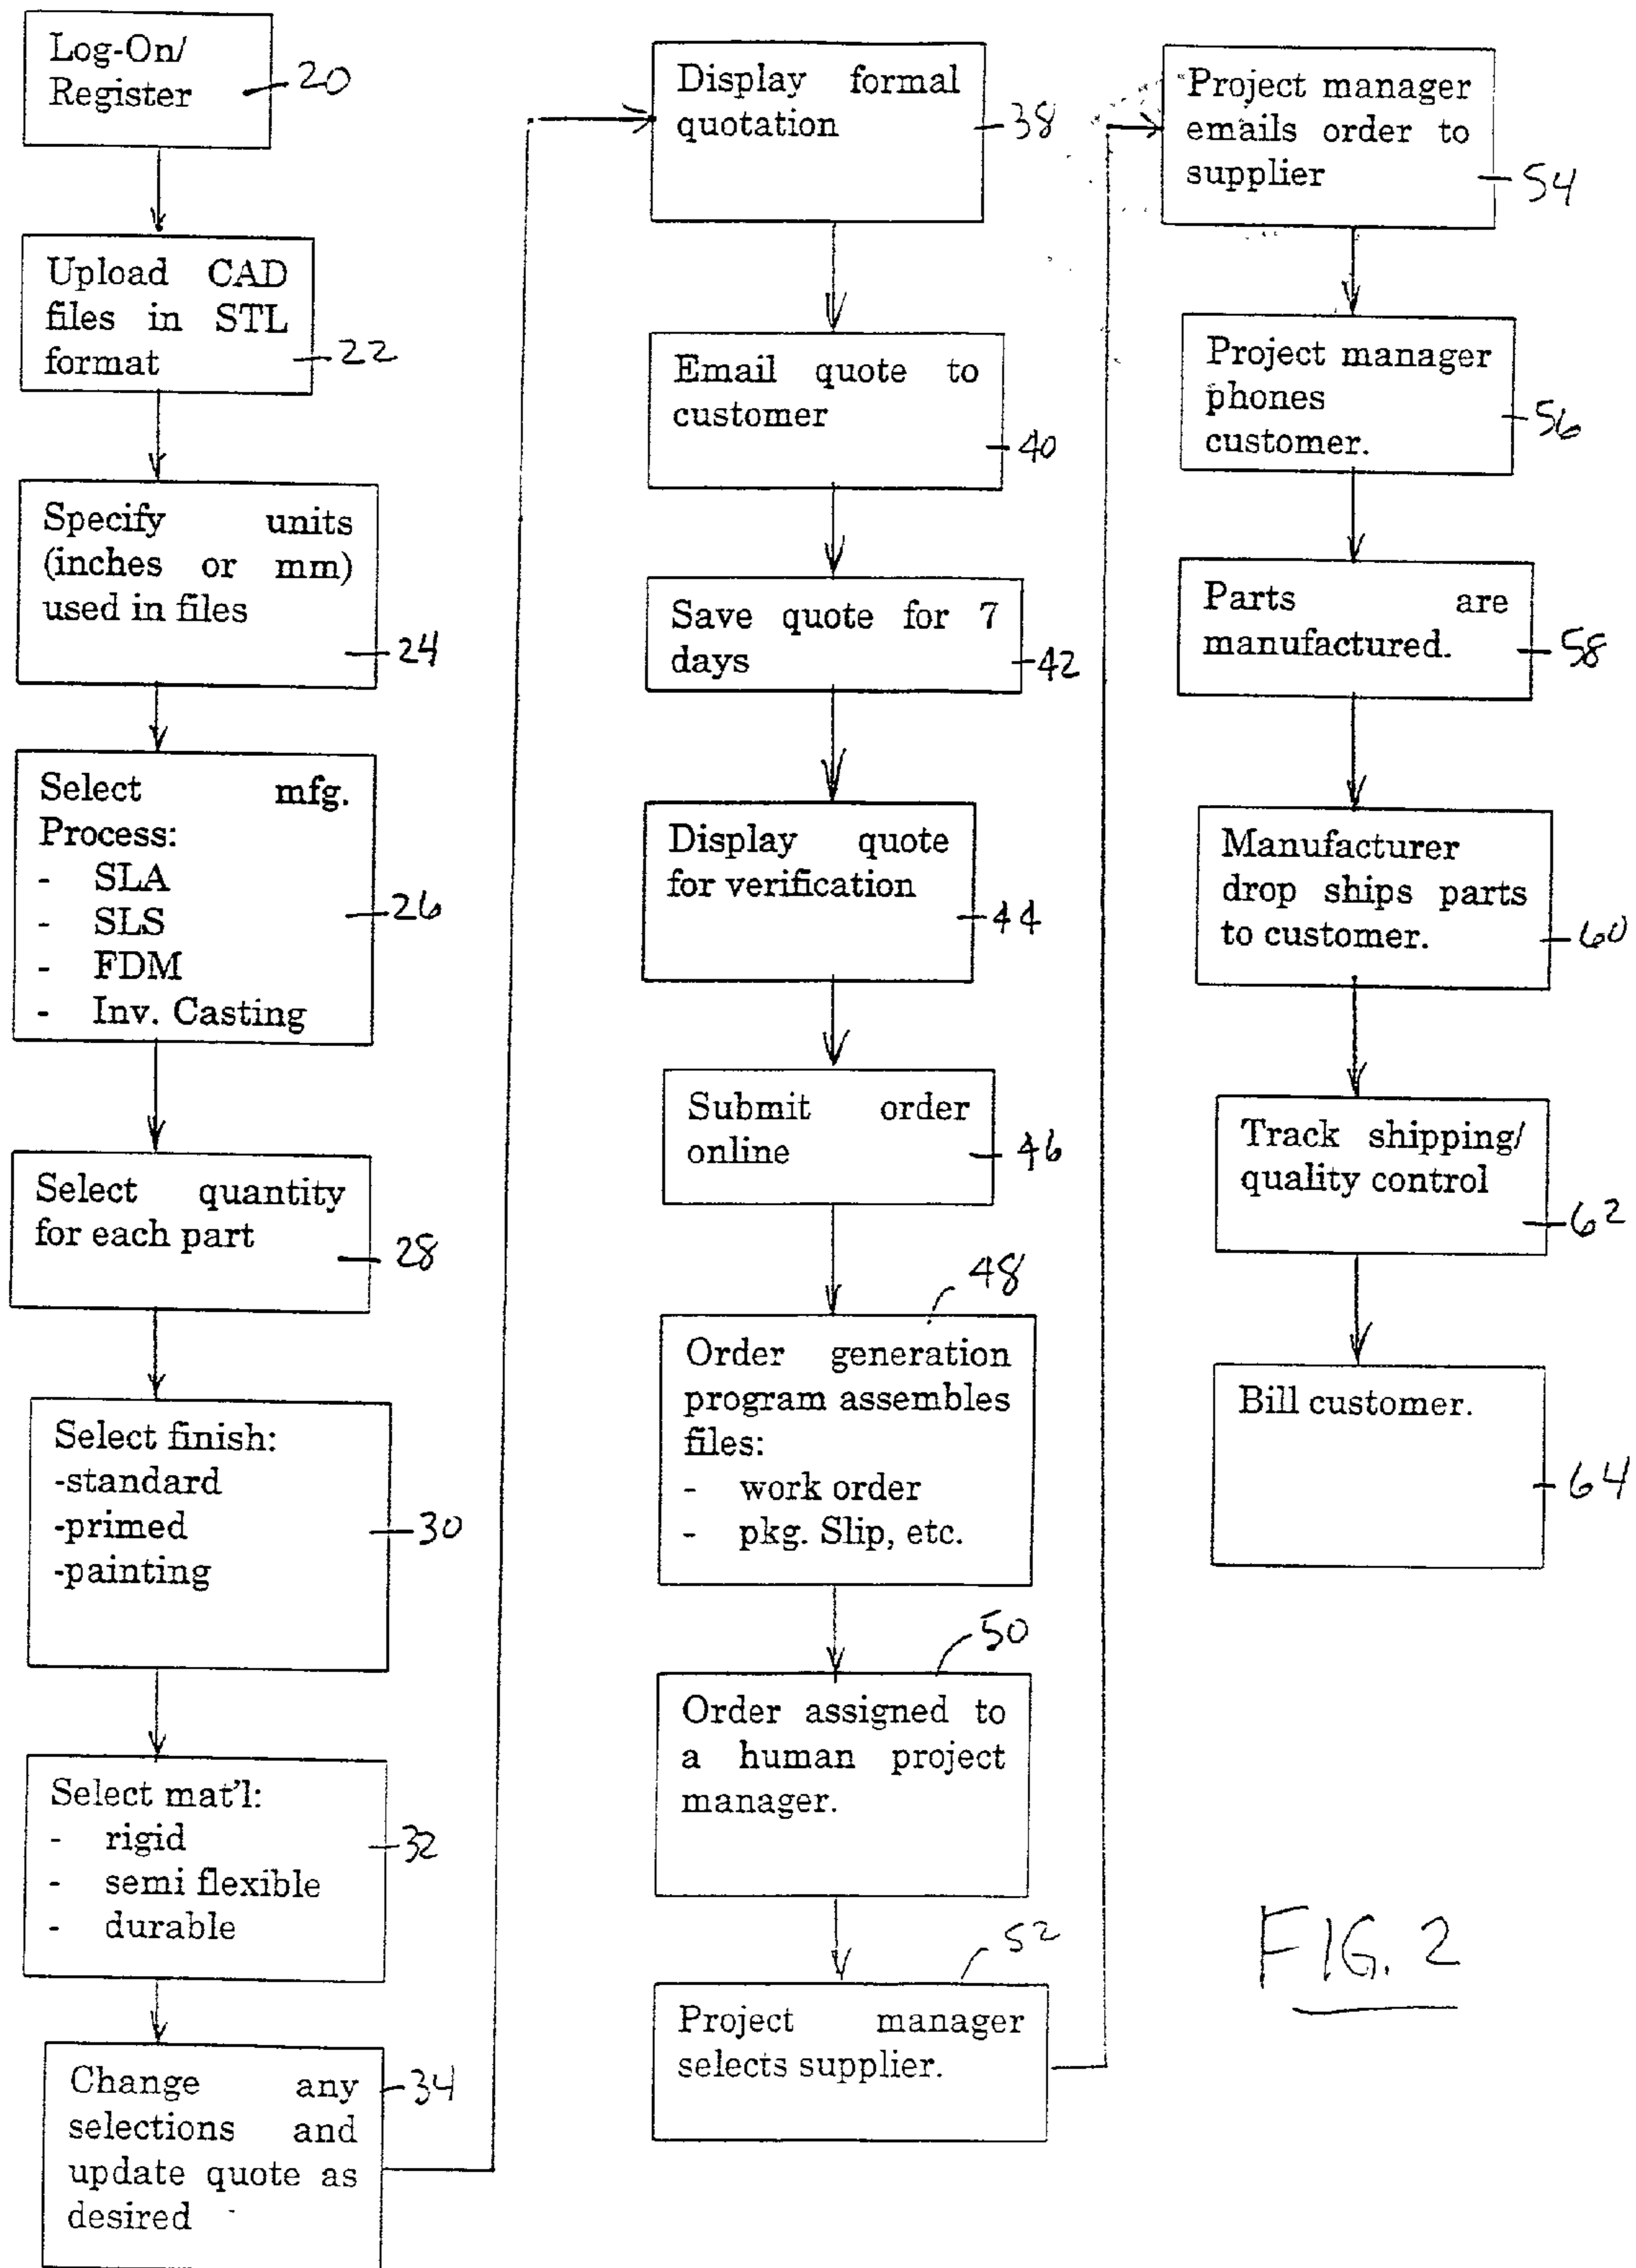 Log-On/
Register
20
Upload CAD
files in STL
format
22
Specify units
(inches or mm)
used in files
24
Select mfg.
Process:
- SLA
- SLS
- FDM
- Inv. Casting
26
Select quantity
for each part
28
Select finish:
-standard
-primed
-painting
30
Select mat'l:
- rigid
- semi flexible
- durable
32
Change any
selections and
update quote as
desired
34
Display formal
quotation
38
Email quote to
customer
40
Save quote for 7
days
42
Display quote
for verification
44
Submit order
online
46
48
Order generation
program assembles
files:
- work order
- pkg. Slip, etc.
50
Order assigned to
a human project
manager.
52
Project manager
selects supplier.
Project manager
emails order to
supplier
54
Project manager
phones
customer.
56
Parts are
manufactured.
58
Manufacturer
drop ships parts
to customer.
60
Track shipping/
quality control
62
Bill customer.
64
FIG. 2